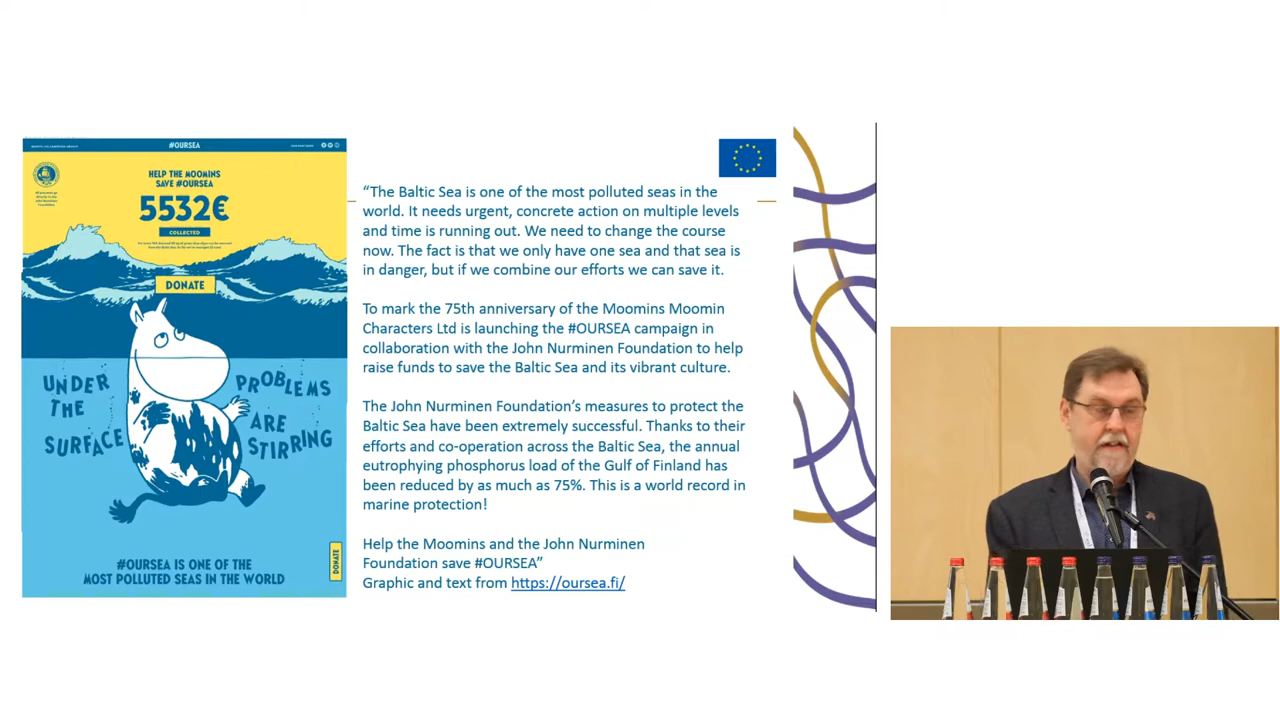 #OURSEA
HELP THE MOOMINS
SAVE #OURSEA
5532€
COLLECTED
DONATE
UNDER
THE
SURFACE
PROBLEMS
ARE
STIRRING
DONATE
#OURSEA IS ONE OF THE
MOST POLLUTED SEAS IN THE WORLD
“The Baltic Sea is one of the most polluted seas in the
world. It needs urgent, concrete action on multiple levels
and time is running out. We need to change the course
now. The fact is that we only have one sea and that sea is
in danger, but if we combine our efforts we can save it.
To mark the 75th anniversary of the Moomins Moomin
Characters Ltd is launching the #OURSEA campaign in
collaboration with the John Nurminen Foundation to help
raise funds to save the Baltic Sea and its vibrant culture.
The John Nurminen Foundation’s measures to protect the
Baltic Sea have been extremely successful. Thanks to their
efforts and co-operation across the Baltic Sea, the annual
eutrophying phosphorus load of the Gulf of Finland has
been reduced by as much as 75%. This is a world record in
marine protection!
Help the Moomins and the John Nurminen
Foundation save #OURSEA”
Graphic and text from https://oursea.fi/